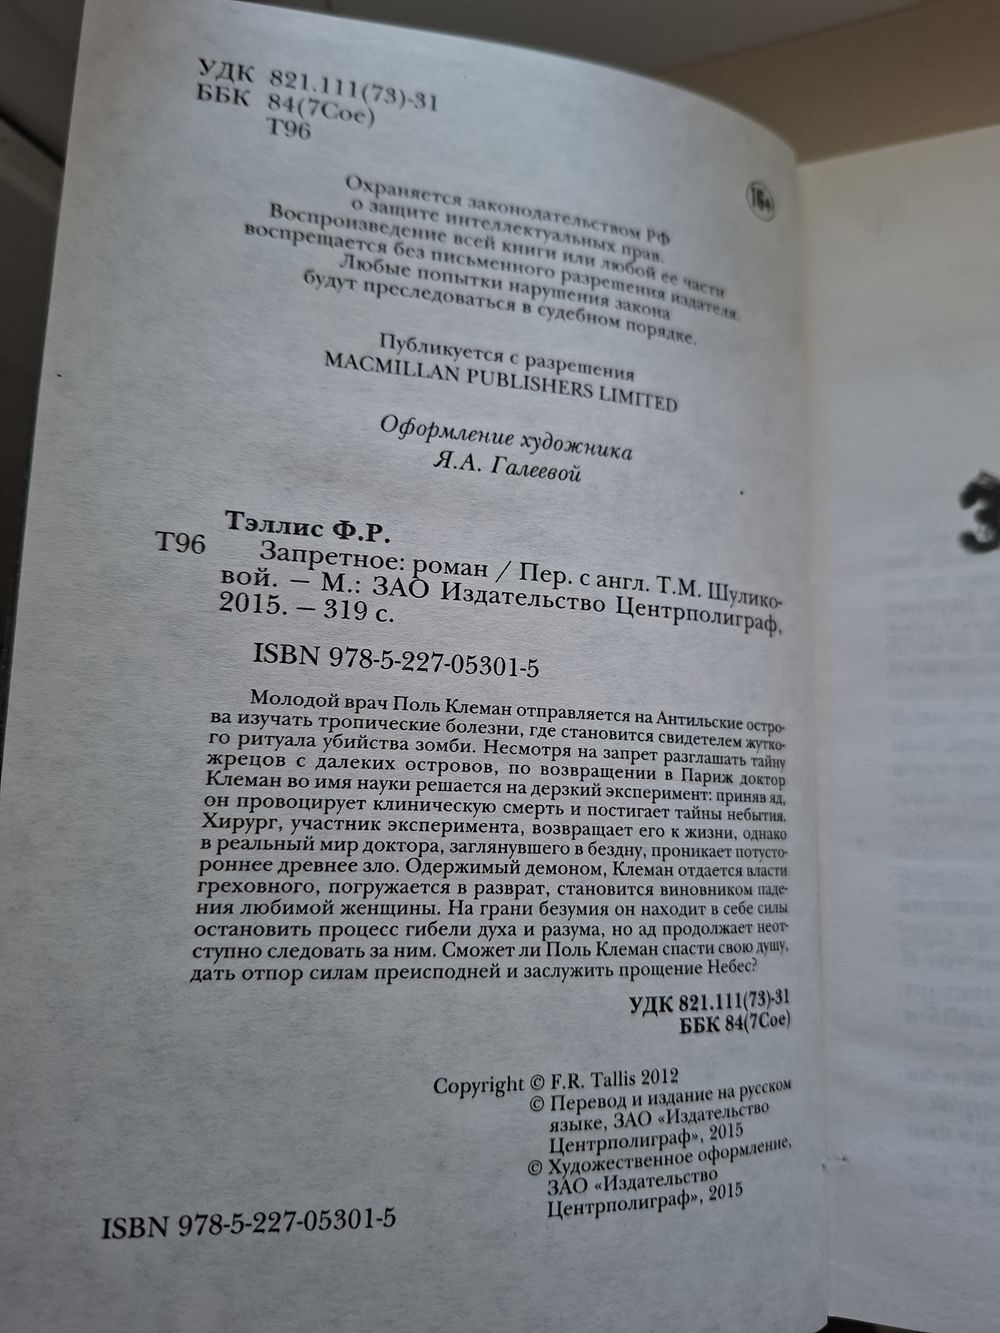 УДК 821.111(73)-31
ББК 84(7Сое)
Т96
16+
Охраняется законодательством РФ
о защите интеллектуальных прав.
Воспроизведение всей книги или любой ее части
воспрещается без письменного разрешения издателя.
Любые попытки нарушения закона
будут преследоваться в судебном порядке.
Публикуется с разрешения
MACMILLAN PUBLISHERS LIMITED
Оформление художника
Я.А. Галеевой
Тэллис Ф.Р.
Т96 Запретное: роман / Пер. с англ. Т.М. Шулико-
вой. — М.: ЗАО Издательство Центрполиграф,
2015. — 319 с.
ISBN 978-5-227-05301-5
Молодой врач Поль Клеман отправляется на Антильские остро-
ва изучать тропические болезни, где становится свидетелем жутко-
го ритуала убийства зомби. Несмотря на запрет разглашать тайну
жрецов с далеких островов, по возвращении в Париж доктор
Клеман во имя науки решается на дерзкий эксперимент: приняв яд,
он провоцирует клиническую смерть и постигает тайны небытия.
Хирург, участник эксперимента, возвращает его к жизни, однако
в реальный мир доктора, заглянувшего в бездну, проникает потусто-
роннее древнее зло. Одержимый демоном, Клеман отдается власти
греховного, погружается в разврат, становится виновником паде-
ния любимой женщины. На грани безумия он находит в себе силы
остановить процесс гибели духа и разума, но ад продолжает неот-
ступно следовать за ним. Сможет ли Поль Клеман спасти свою душу,
дать отпор силам преисподней и заслужить прощение Небес?
УДК 821.111(73)-31
ББК 84(7Сое)
Copyright © F.R. Tallis 2012
© Перевод и издание на русском
языке, ЗАО «Издательство
Центрполиграф», 2015
© Художественное оформление,
ЗАО «Издательство
Центрполиграф», 2015
ISBN 978-5-227-05301-5
З